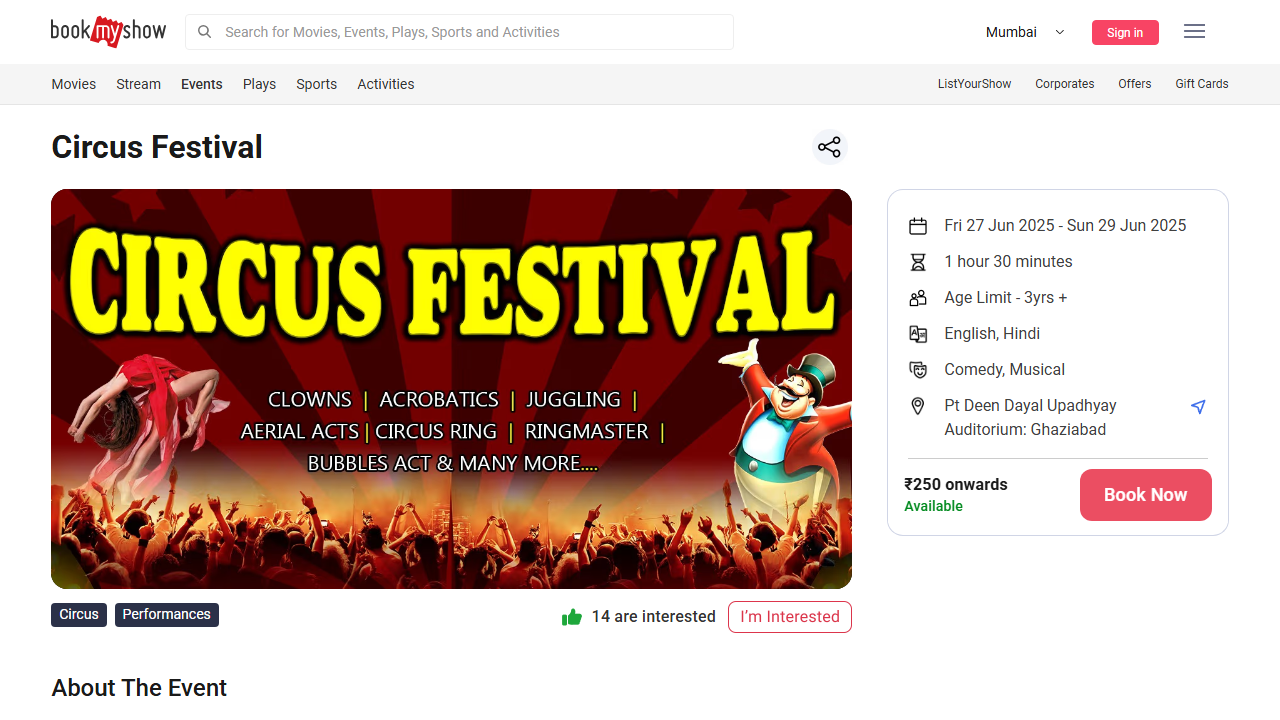 bookmyshow
Search for Movies, Events, Plays, Sports and Activities
Mumbai
Sign in
Movies
Stream
Events
Plays
Sports
Activities
ListYourShow
Corporates
Offers
Gift Cards
Circus Festival
CIRCUS FESTIVAL
CLOWNS | ACROBATICS | JUGGLING |
AERIAL ACTS | CIRCUS RING | RINGMASTER |
BUBBLES ACT & MANY MORE....
Fri 27 Jun 2025 - Sun 29 Jun 2025
1 hour 30 minutes
Age Limit - 3yrs +
English, Hindi
Comedy, Musical
Pt Deen Dayal Upadhyay
Auditorium: Ghaziabad
₹250 onwards
Available
Book Now
Circus
Performances
14 are interested
I’m Interested
About The Event